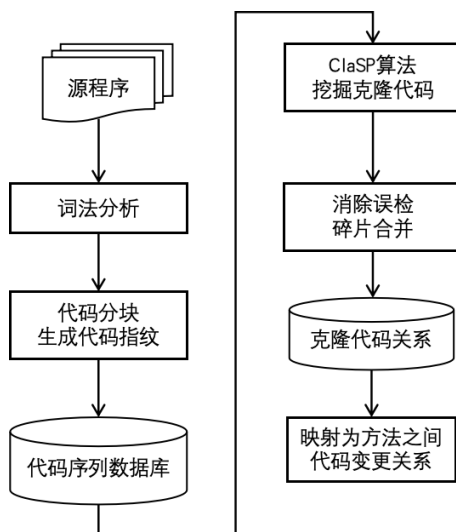 源程序
词法分析
代码分块
生成代码指纹
代码序列数据库
ClaSP算法
挖掘克隆代码
消除误检
碎片合并
克隆代码关系
映射为方法之间
代码变更关系